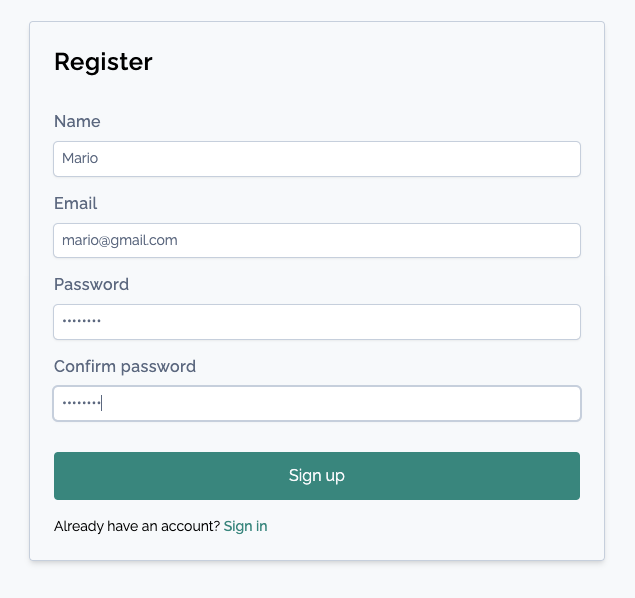 Register
Name
Mario
Email
mario@gmail.com
Password
••••••••
Confirm password
••••••••
Sign up
Already have an account? Sign in